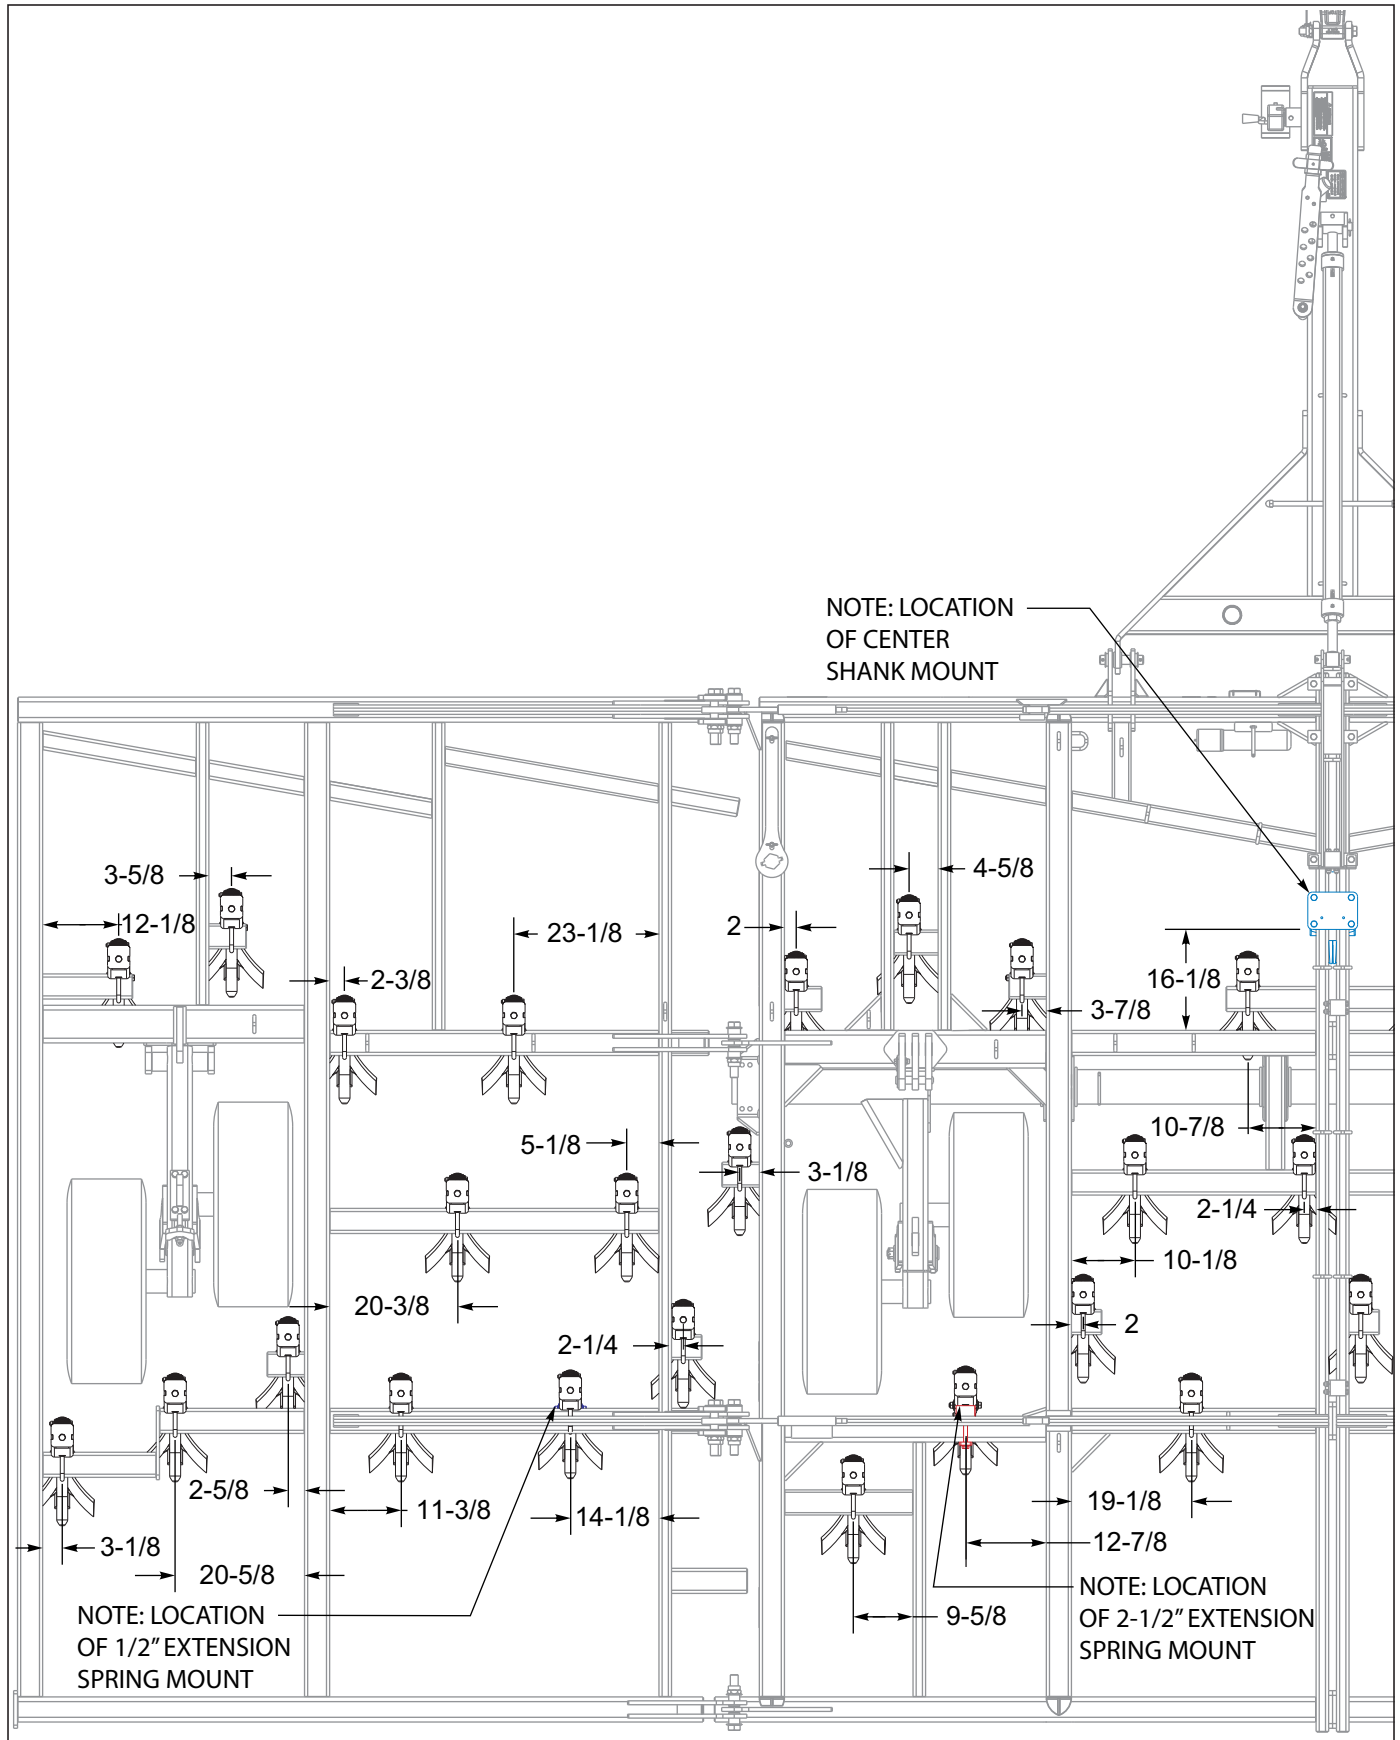 NOTE: LOCATION
OF CENTER
SHANK MOUNT
3-5/8
4-5/8
12-1/8
23-1/8
2
2-3/8
16-1/8
3-7/8
10-7/8
5-1/8
3-1/8
2-1/4
10-1/8
20-3/8
2
2-1/4
2-5/8
11-3/8
14-1/8
19-1/8
3-1/8
12-7/8
20-5/8
NOTE: LOCATION
OF 1/2" EXTENSION
SPRING MOUNT
9-5/8
NOTE: LOCATION
OF 2-1/2" EXTENSION
SPRING MOUNT